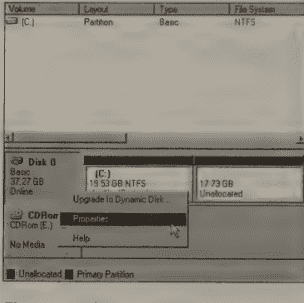 Volume Layout Type File System
(C:) Partition Basic NTFS
Disk 0
Basic
37.27 GB
Online
(C:)
19.53 GB NTFS
17.73 GB
Unallocated
Upgrade to Dynamic Disk...
Properties
Help
CDRom
CDRom (E:)
No Media
Unallocated Primary Partition